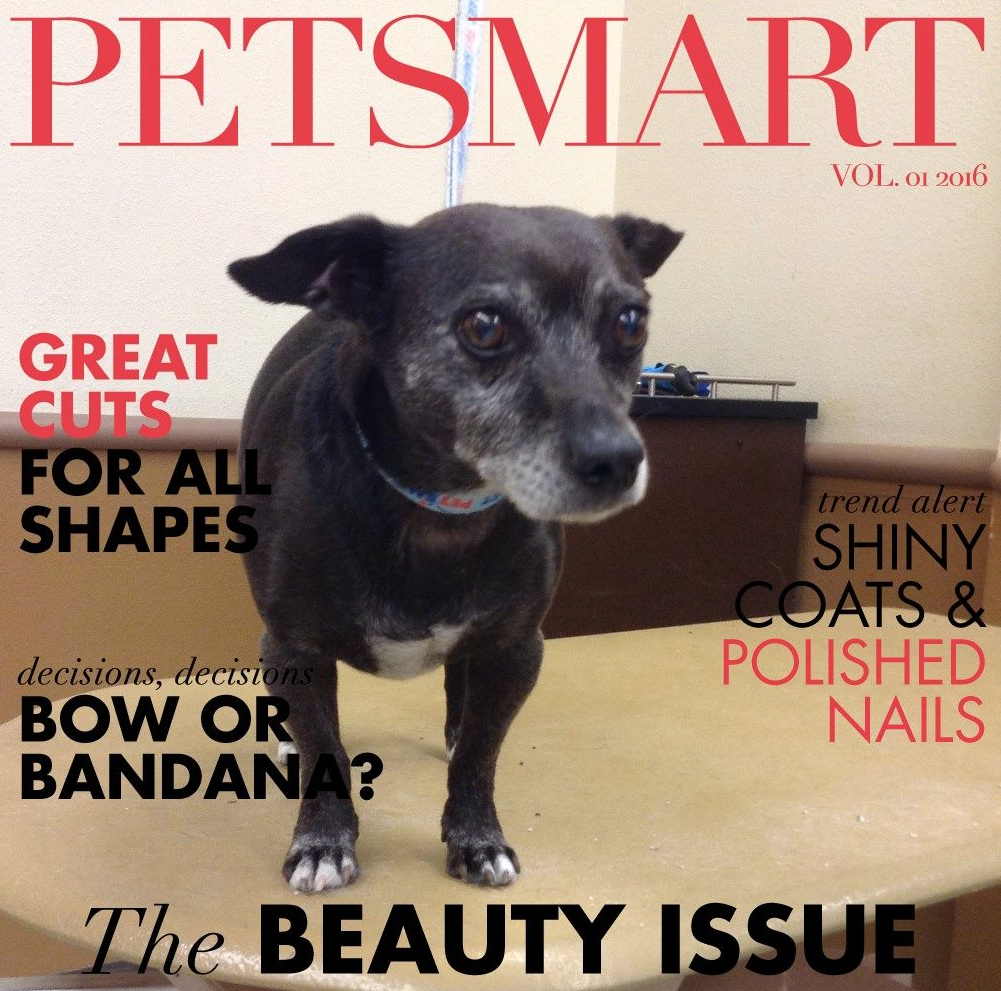 PETSMART
VOL. 01 2016
GREAT
CUTS
FOR ALL
SHAPES
trend alert
SHINY
COATS &
POLISHED
NAILS
decisions, decisions
BOW OR
BANDANA?
The BEAUTY ISSUE